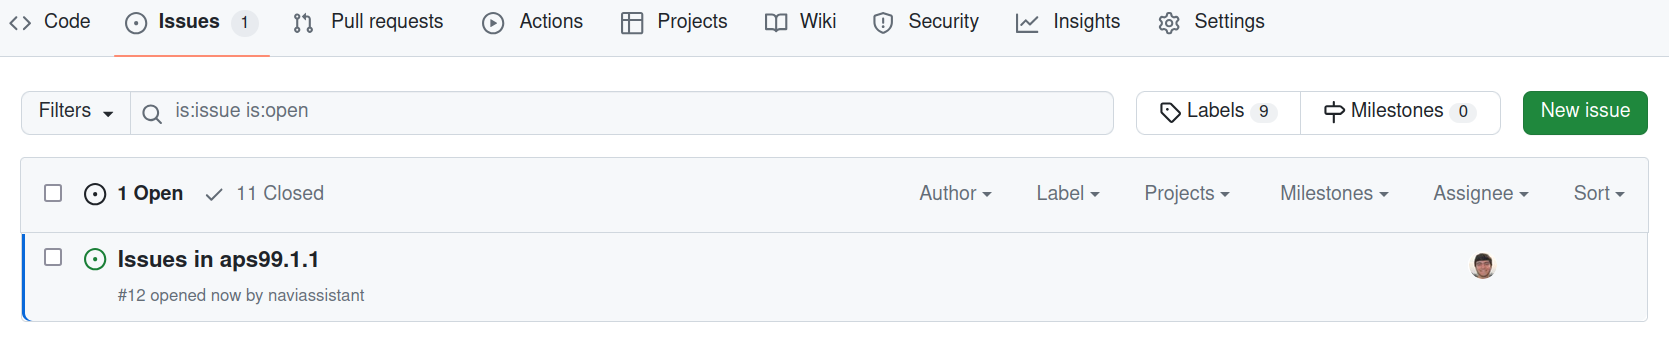 Code Issues 1 Pull requests Actions Projects Wiki Security Insights Settings
Filters is:issue is:open Labels 9 Milestones 0 New issue
1 Open 11 Closed Author Label Projects Milestones Assignee Sort
Issues in aps99.1.1
#12 opened now by naviassistant